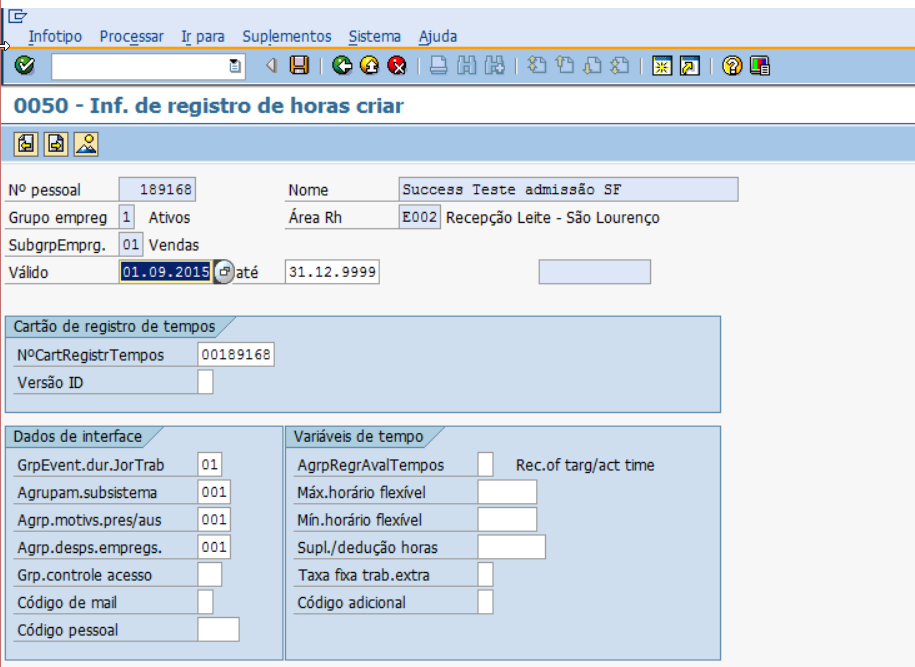 Infotipo Processar Ir para Suplementos Sistema Ajuda
0050 - Inf. de registro de horas criar
Nº pessoal 189168 Nome Success Teste admissão SF
Grupo empreg 1 Ativos Área Rh E002 Recepção Leite - São Lourenço
SubgrpEmprg. 01 Vendas
Válido 01.09.2015 até 31.12.9999
Cartão de registro de tempos
NºCartRegistrTempos 00189168
Versão ID
Dados de interface Variáveis de tempo
GrpEvent.dur.JorTrab 01 AgrpRegrAvalTempos Rec.of targ/act time
Agrupam.subsistema 001 Máx.horário flexível
Agrp.motivs.pres/aus 001 Mín.horário flexível
Agrp.desps.empregs. 001 Supl./dedução horas
Grp.controle acesso Taxa fixa trab.extra
Código de mail Código adicional
Código pessoal